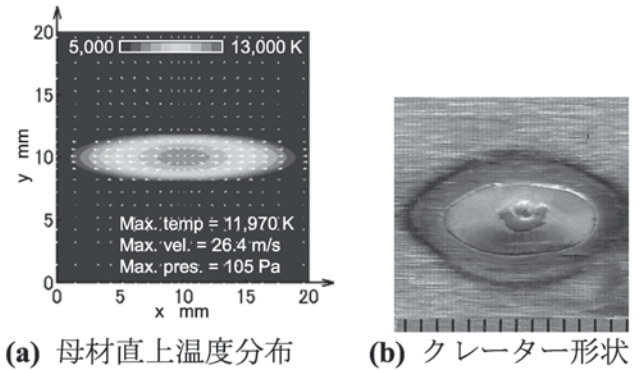 20
5,000 13,000 K
15
y mm
10
5
Max. temp = 11,970 K
Max. vel. = 26.4 m/s
Max. pres. = 105 Pa
0
0 5 10 15 20
x mm
(a) 母材直上温度分布
(b) クレーター形状